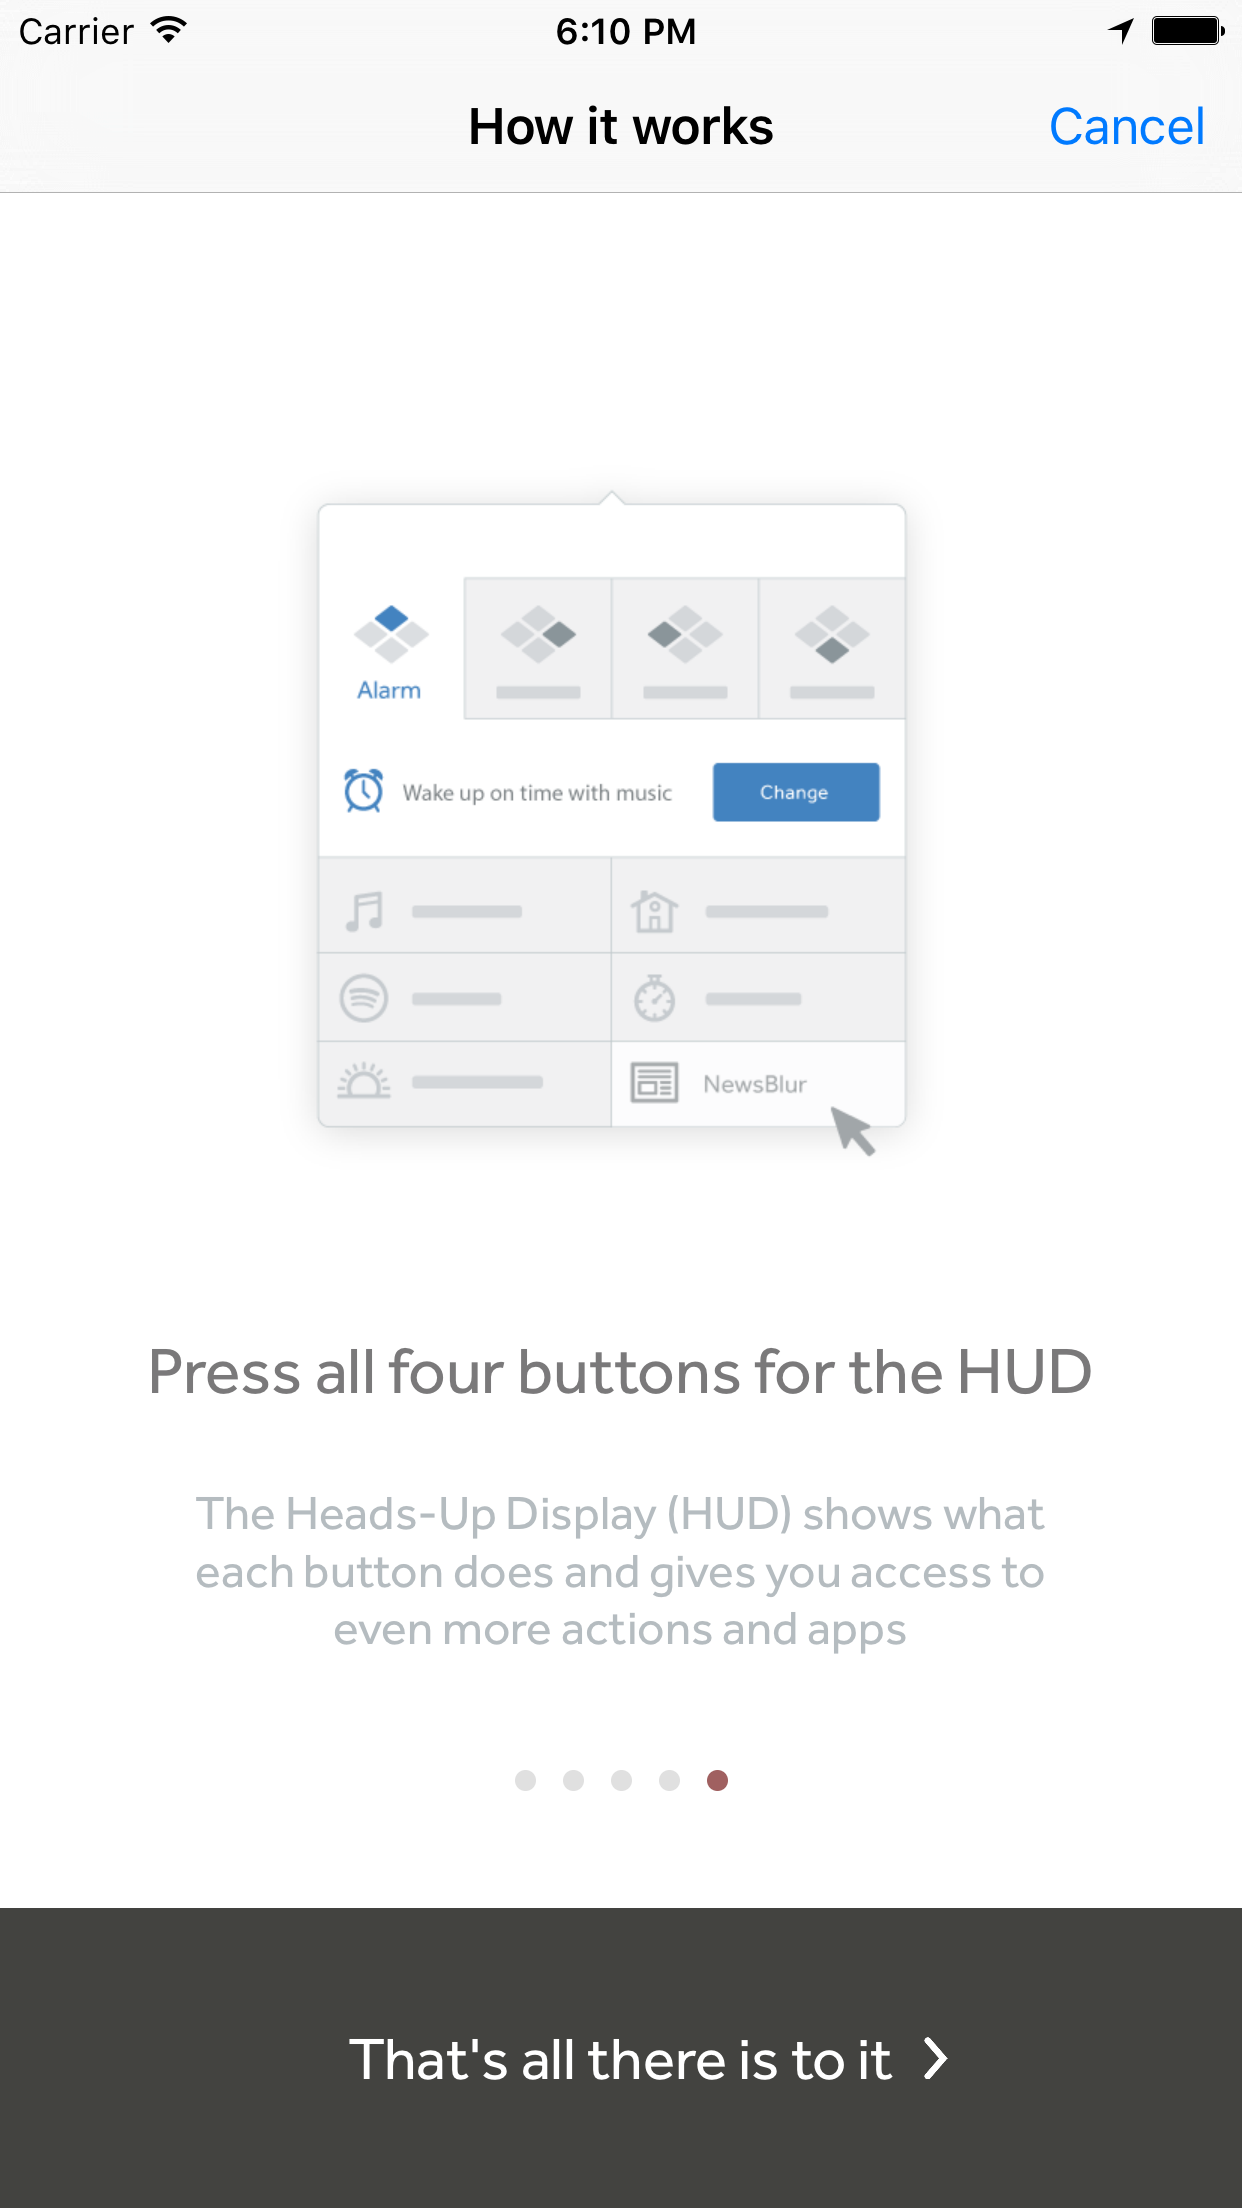 Carrier 6:10 PM
How it works Cancel
Alarm
Wake up on time with music Change
NewsBlur
Press all four buttons for the HUD
The Heads-Up Display (HUD) shows what
each button does and gives you access to
even more actions and apps
That's all there is to it